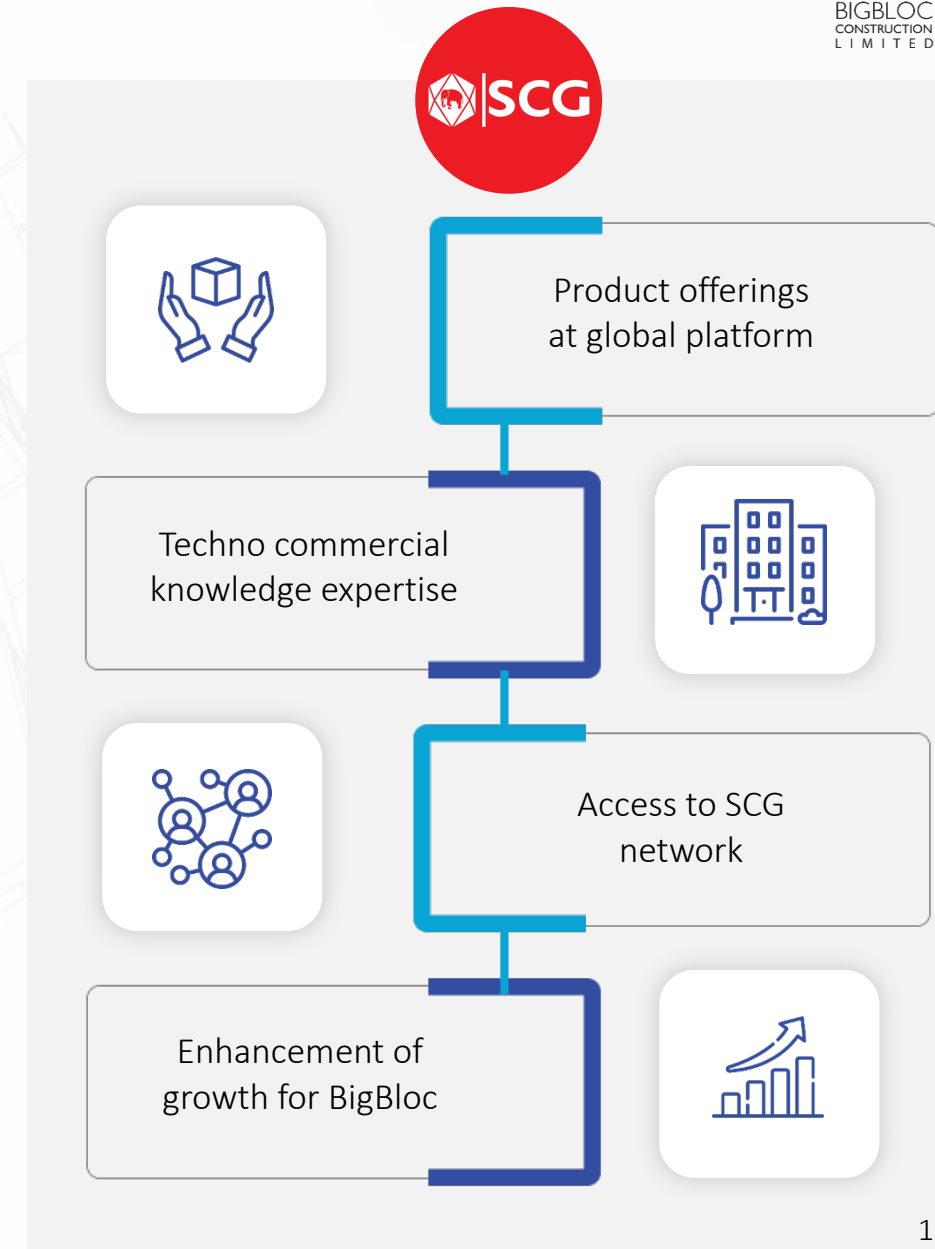 BIGBLOC
CONSTRUCTION
LIMITED
SCG
Product offerings
at global platform
Techno commercial
knowledge expertise
Access to SCG
network
Enhancement of
growth for BigBloc
1